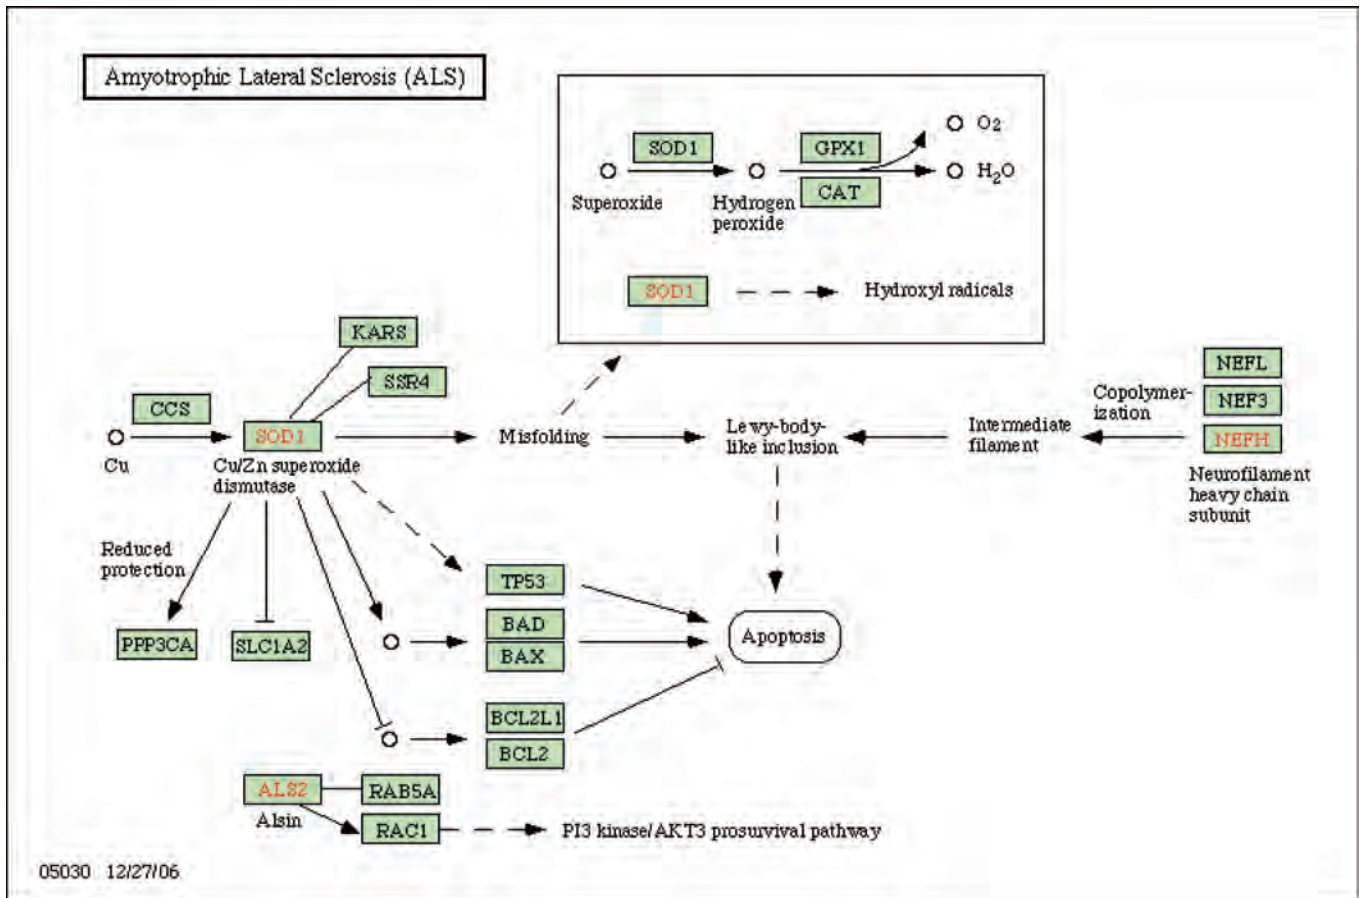 Amyotrophic Lateral Sclerosis (ALS)
SOD1
GPX1
CAT
O2
H2O
Superoxide
Hydrogen
peroxide
SOD1
Hydroxyl radicals
KARS
SSR4
CCS
SOD1
Cu
Cu/Zn superoxide
dismutase
Misfolding
Lewy-body-
like inclusion
Intermediate
filament
Copolymer-
ization
NEFL
NEF3
NEFH
Neurofilament
heavy chain
subunit
Reduced
protection
PPP3CA
SLC1A2
TP53
BAD
BAX
Apoptosis
BCL2L1
BCL2
ALS2
RAB5A
Alsin
RAC1
PI3 kinase/AKT3 prosurvival pathway
05030 12/27/06